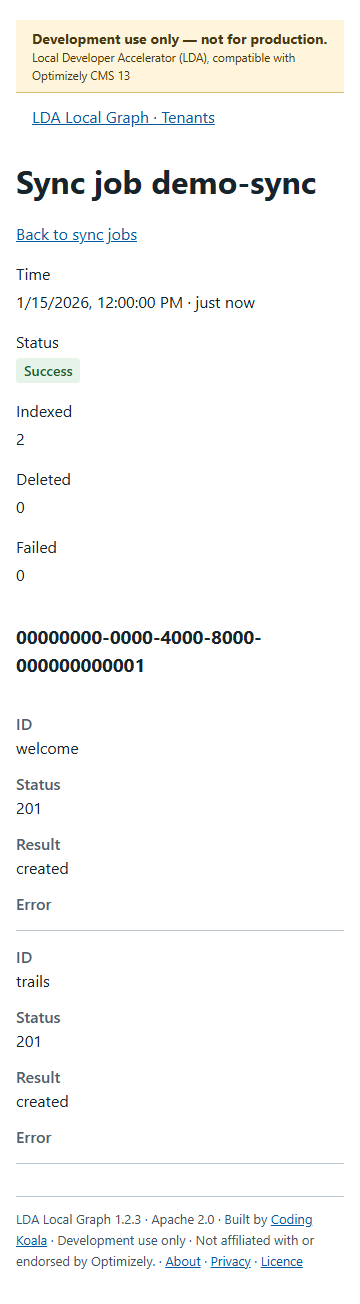 Development use only — not for production.
Local Developer Accelerator (LDA), compatible with
Optimizely CMS 13
LDA Local Graph · Tenants
Sync job demo-sync
Back to sync jobs
Time
1/15/2026, 12:00:00 PM · just now
Status
Success
Indexed
2
Deleted
0
Failed
0
00000000-0000-4000-8000-
000000000001
ID
welcome
Status
201
Result
created
Error
ID
trails
Status
201
Result
created
Error
LDA Local Graph 1.2.3 · Apache 2.0 · Built by Coding
Koala · Development use only · Not affiliated with or
endorsed by Optimizely. · About · Privacy · Licence